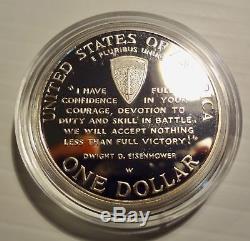 UNITED STATES OF AMERICA
E PLURIBUS UNUM
"I HAVE FULL
CONFIDENCE IN YOUR
COURAGE, DEVOTION TO
DUTY AND SKILL IN BATTLE.
WE WILL ACCEPT NOTHING
LESS THAN FULL VICTORY!"
DWIGHT D. EISENHOWER
W
ONE DOLLAR